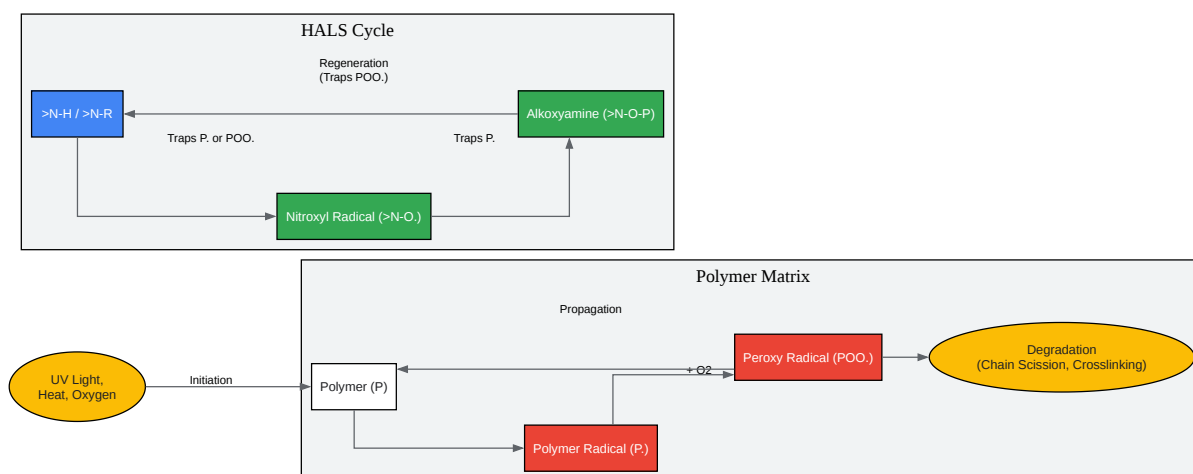 HALS Cycle
Regeneration
(Traps POO.)
>N-H / >N-R
Alkoxyamine (>N-O-P)
Traps P. or POO.
Traps P.
Nitroxyl Radical (>N-O.)
Polymer Matrix
Propagation
Peroxy Radical (POO.)
Degradation
(Chain Scission, Crosslinking)
UV Light,
Heat, Oxygen
Initiation
Polymer (P)
+ O2
Polymer Radical (P.)